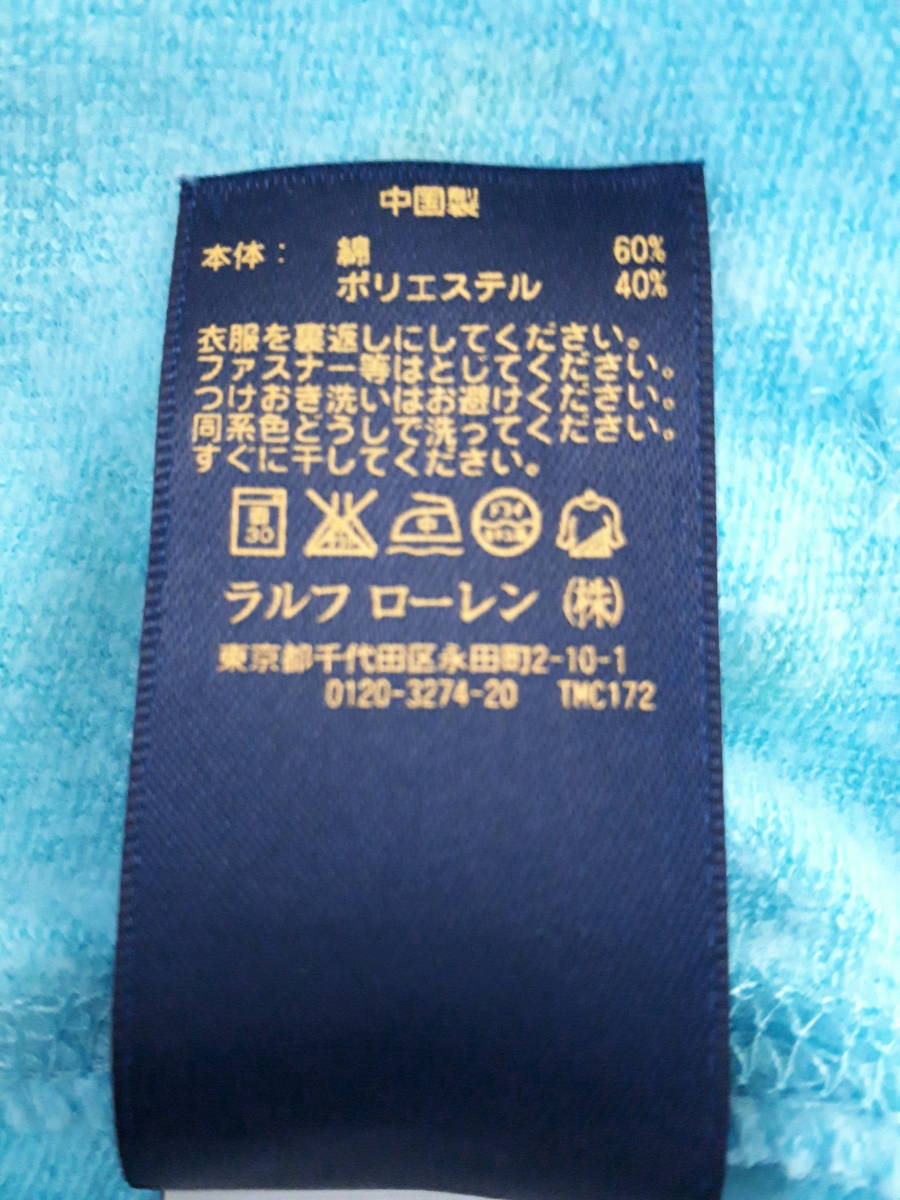 中国製
本体： 綿 60%
ポリエステル 40%
衣服を裏返しにしてください。
ファスナー等はとじてください。
つけおき洗いはお避けください。
同系色どうしで洗ってください。
すぐに干してください。
30 中 ドライ
ラルフ ローレン ㈱
東京都千代田区永田町2-10-1
0120-3274-20 TMC172